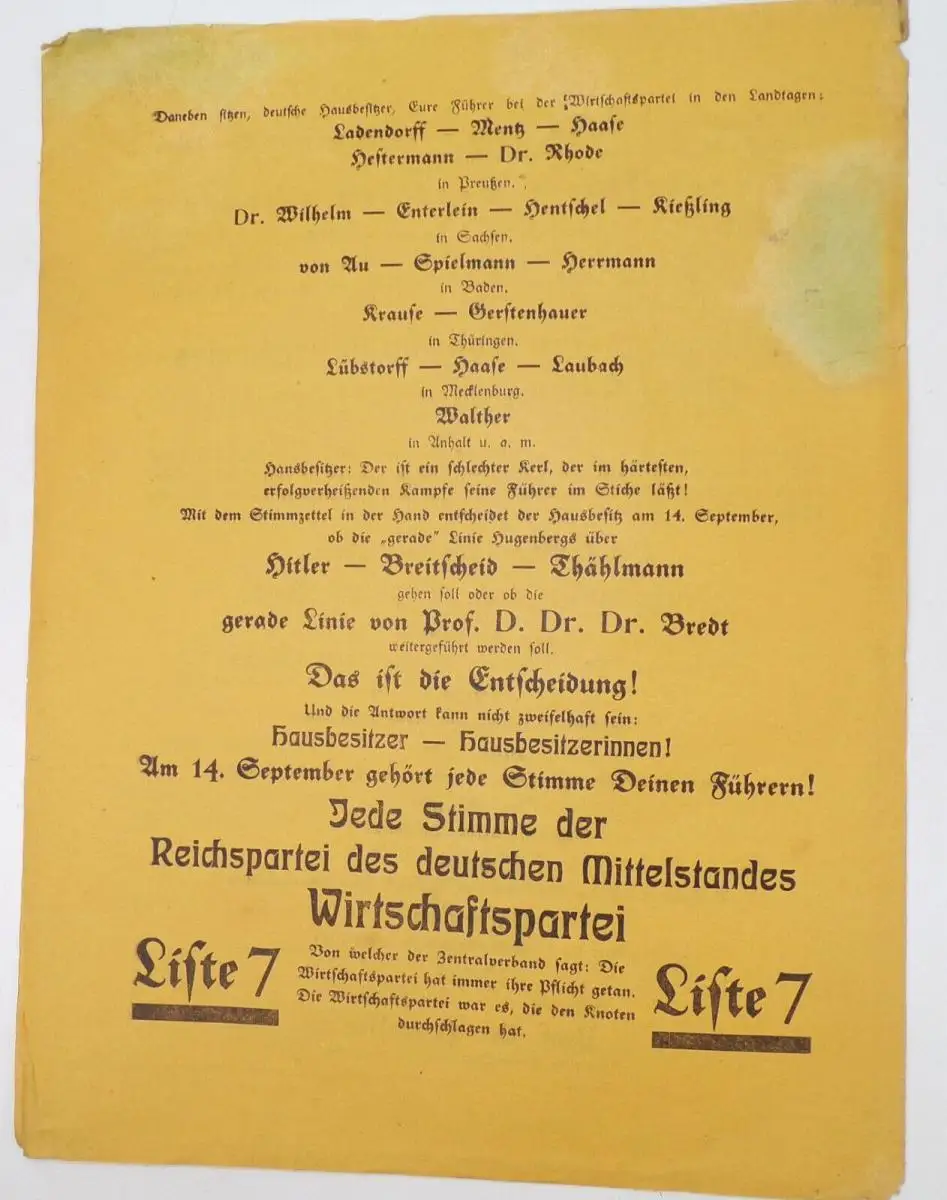 Daneben sitzen, deutsche Hausbesitzer, Eure Führer bei der Wirtschaftspartei in den Landtagen:
Ladendorff — Mentz — Haase
Hestermann — Dr. Rhode
in Preußen.
Dr. Wilhelm — Enterlein — Hentschel — Kießling
in Sachsen.
von Au — Spielmann — Herrmann
in Baden.
Krause — Gerstenhauer
in Thüringen.
Lübstorff — Haase — Laubach
in Mecklenburg.
Walther
in Anhalt u. a. m.
Hansbesitzer: Der ist ein schlechter Kerl, der im härtesten,
erfolgverheißenden Kampfe seine Führer im Stiche läßt!
Mit dem Stimmzettel in der Hand entscheidet der Hausbesitz am 14. September,
ob die „gerade" Linie Hugenbergs über
Hitler — Breitscheid — Thählmann
gehen soll oder ob die
gerade Linie von Prof. D. Dr. Dr. Bredt
weitergeführt werden soll.
Das ist die Entscheidung!
Und die Antwort kann nicht zweifelhaft sein:
Hausbesitzer — Hausbesitzerinnen!
Am 14. September gehört jede Stimme Deinen Führern!
Jede Stimme der
Reichspartei des deutschen Mittelstandes
Wirtschaftspartei
Liste 7
Von welcher der Zentralverband sagt: Die
Wirtschaftspartei hat immer ihre Pflicht getan.
Die Wirtschaftspartei war es, die den Knoten
durchschlagen hat.
Liste 7